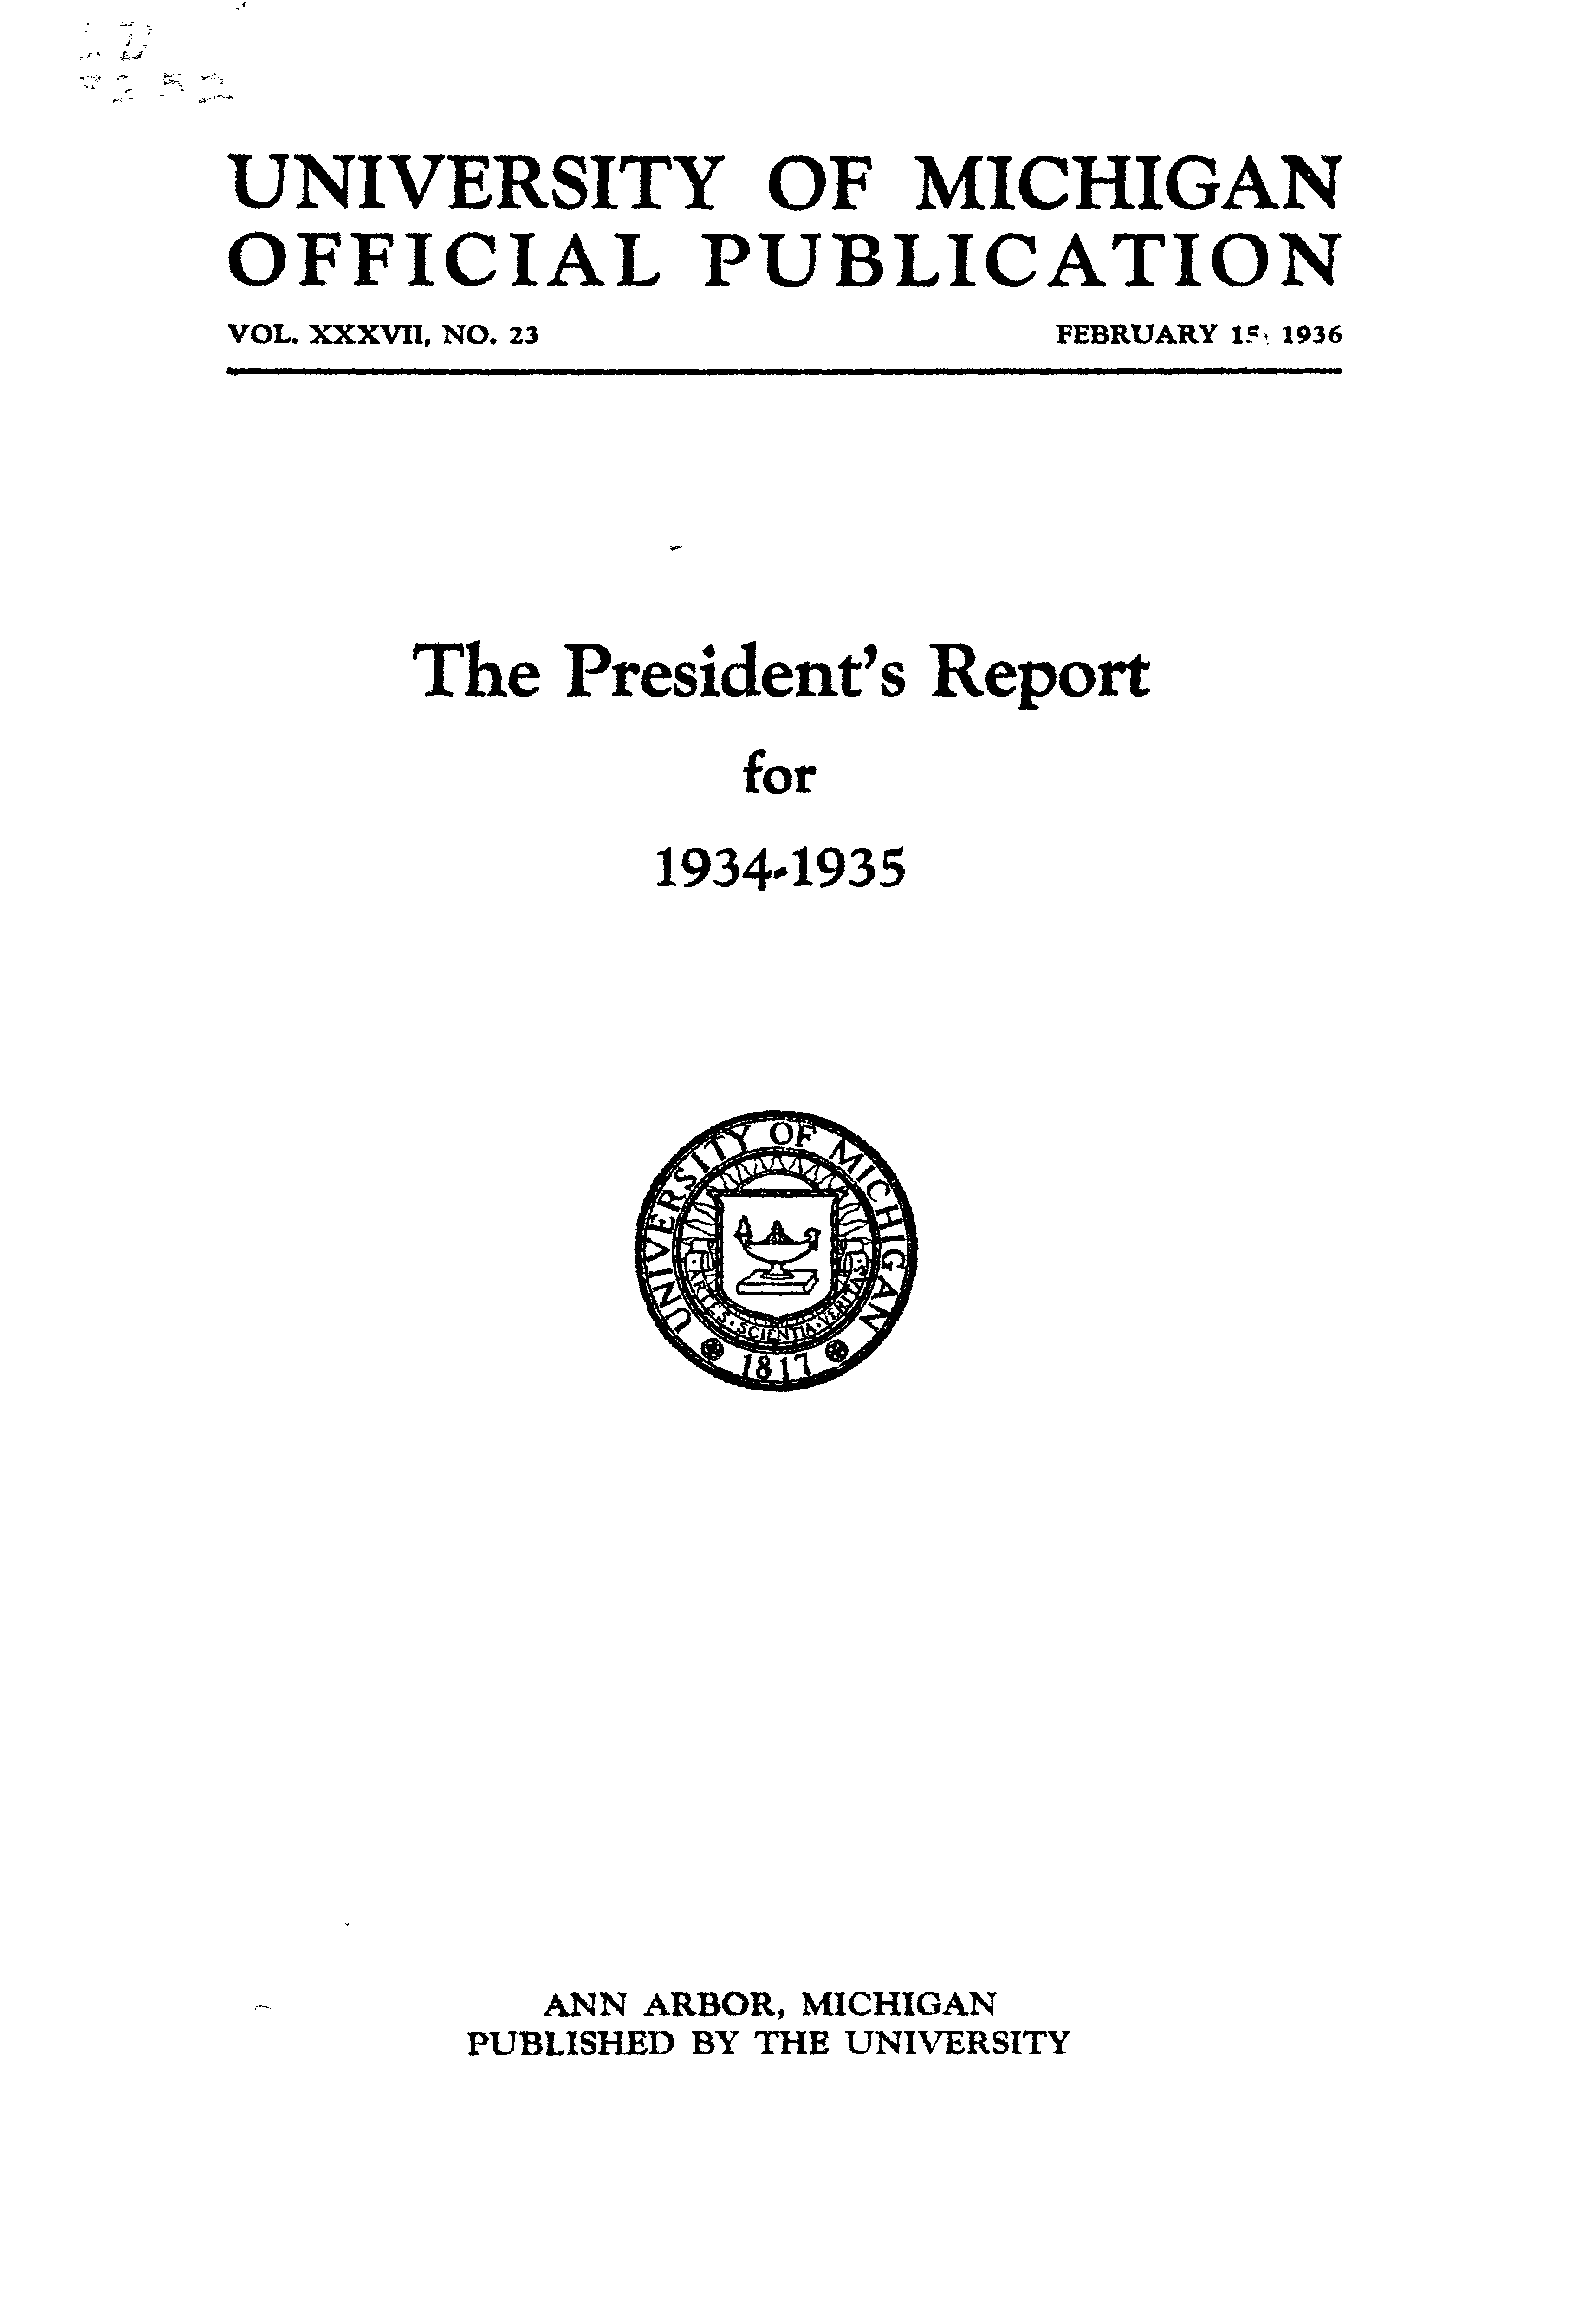 UNIVERSITY OF MICHIGAN
OFFICIAL PUBLICATION
VOL. XXXVII, NO. 23 FEBRUARY 15, 1936
The President's Report
for
1934-1935
UNIVERSITY OF MICHIGAN
ARTES · SCIENTIA · VERITAS
1817
ANN ARBOR, MICHIGAN
PUBLISHED BY THE UNIVERSITY